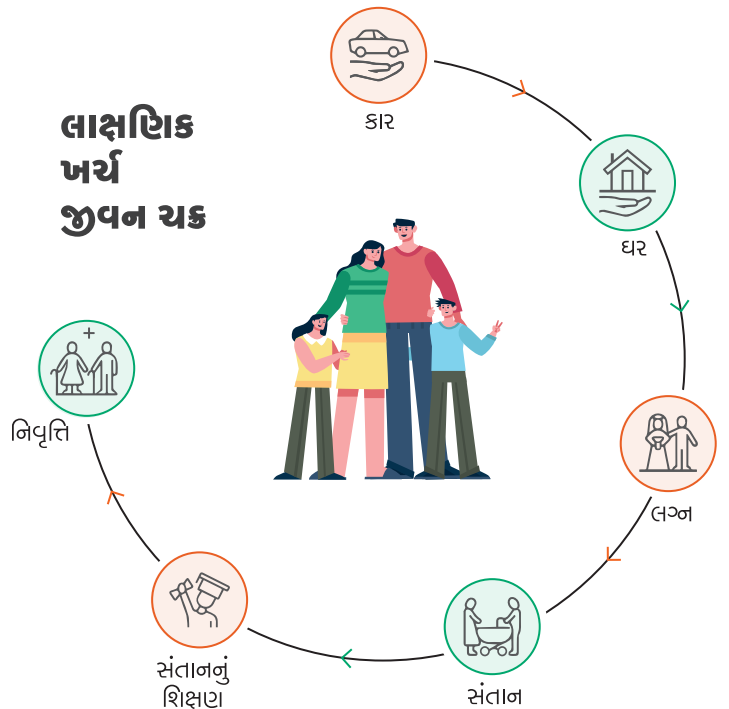 લાક્ષણિક
ખર્ચ
જીવન ચક્ર
કાર
ઘર
લગ્ન
સંતાન
સંતાનનું
શિક્ષણ
નિવૃત્તિ